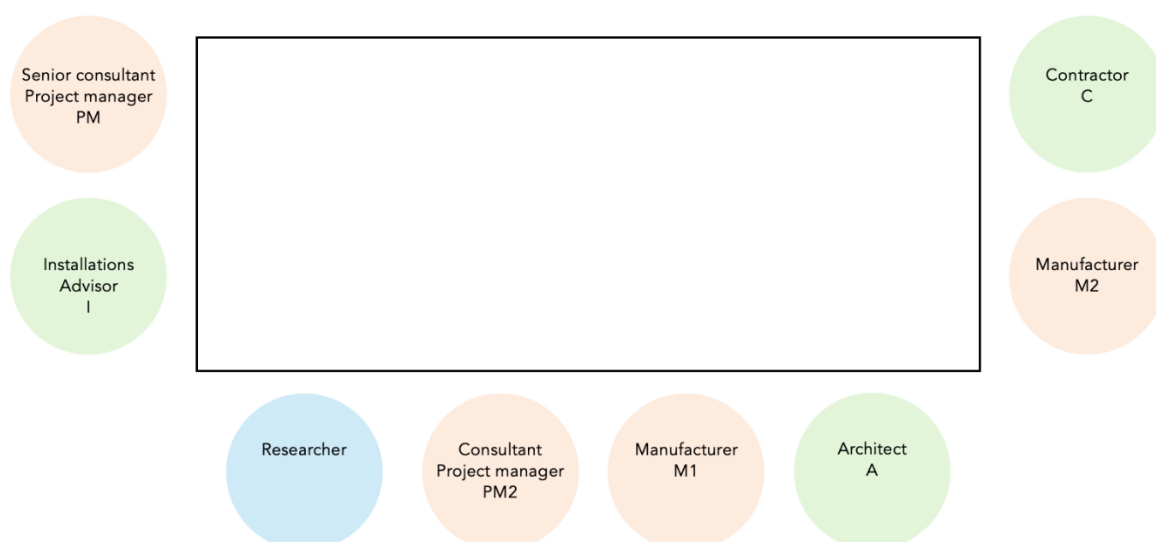 Senior consultant
Project manager
PM
Contractor
C
Installations
Advisor
I
Manufacturer
M2
Researcher
Consultant
Project manager
PM2
Manufacturer
M1
Architect
A